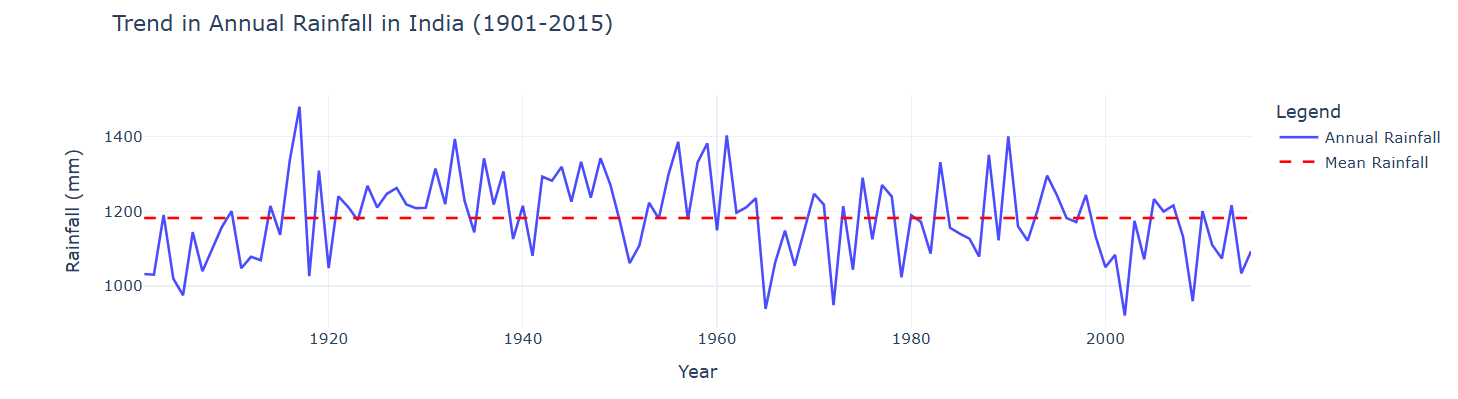 Trend in Annual Rainfall in India (1901-2015)
Legend
Annual Rainfall
Mean Rainfall
Rainfall (mm)
1400
1200
1000
1920
1940
1960
1980
2000
Year